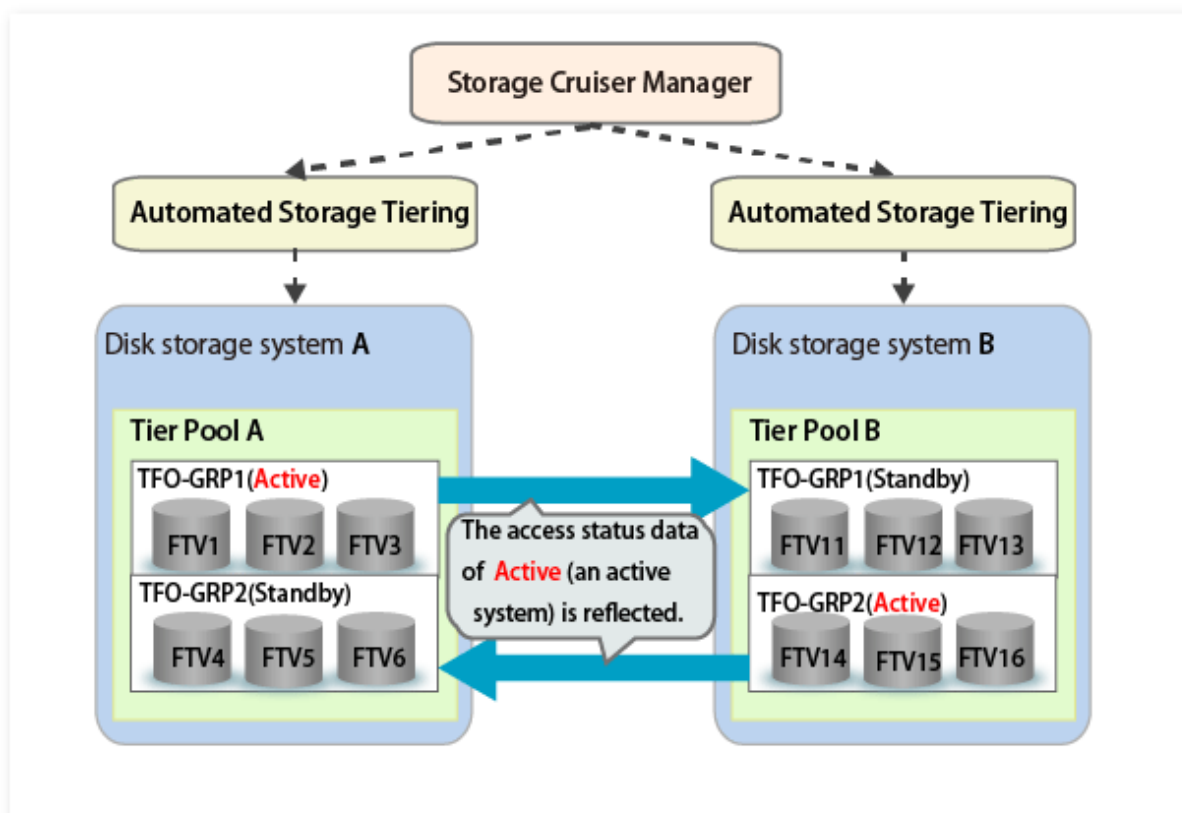 Storage Cruiser Manager
Automated Storage Tiering
Automated Storage Tiering
Disk storage system A
Disk storage system B
Tier Pool A
Tier Pool B
TFO-GRP1(Active)
TFO-GRP1(Standby)
FTV1 FTV2 FTV3
FTV11 FTV12 FTV13
The access status data
of Active (an active
system) is reflected.
TFO-GRP2(Standby)
TFO-GRP2(Active)
FTV4 FTV5 FTV6
FTV14 FTV15 FTV16